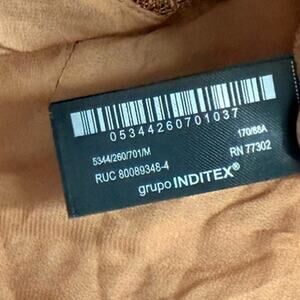 05344260701037
5344/260/701/M
170/88A
RUC 80089348-4
RN 77302
grupo INDITEX®